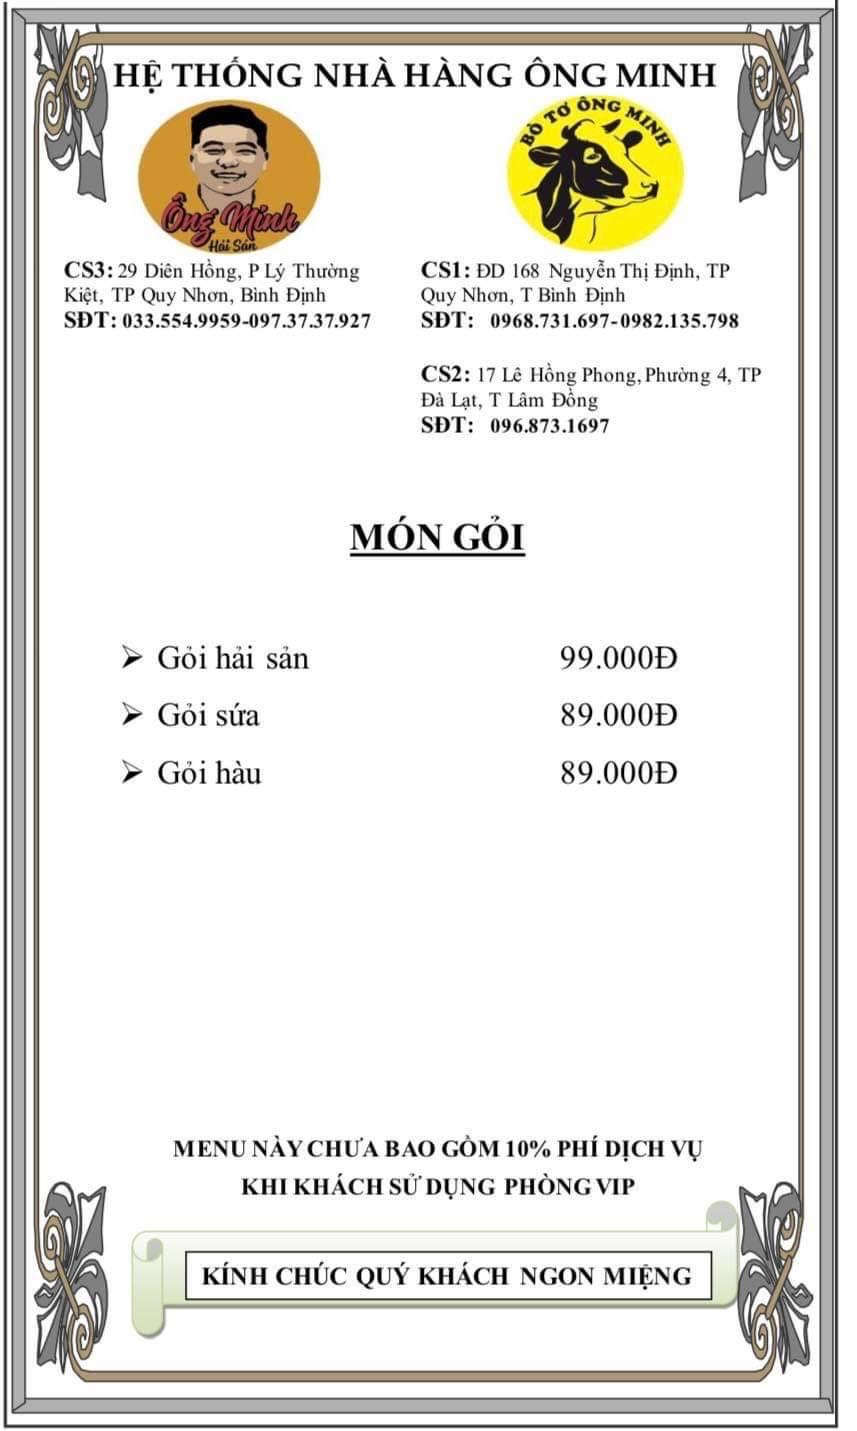 HỆ THỐNG NHÀ HÀNG ÔNG MINH
Ông Minh
Hải Sản
BÒ TƠ ÔNG MINH
CS3: 29 Diên Hồng, P Lý Thường
Kiệt, TP Quy Nhơn, Bình Định
SĐT: 033.554.9959-097.37.37.927
CS1: ĐD 168 Nguyễn Thị Định, TP
Quy Nhơn, T Bình Định
SĐT: 0968.731.697-0982.135.798
CS2: 17 Lê Hồng Phong, Phường 4, TP
Đà Lạt, T Lâm Đồng
SĐT: 096.873.1697
MÓN GỎI
➢ Gỏi hải sản 99.000Đ
➢ Gỏi sứa 89.000Đ
➢ Gỏi hàu 89.000Đ
MENU NÀY CHƯA BAO GỒM 10% PHÍ DỊCH VỤ
KHI KHÁCH SỬ DỤNG PHÒNG VIP
KÍNH CHÚC QUÝ KHÁCH NGON MIỆNG